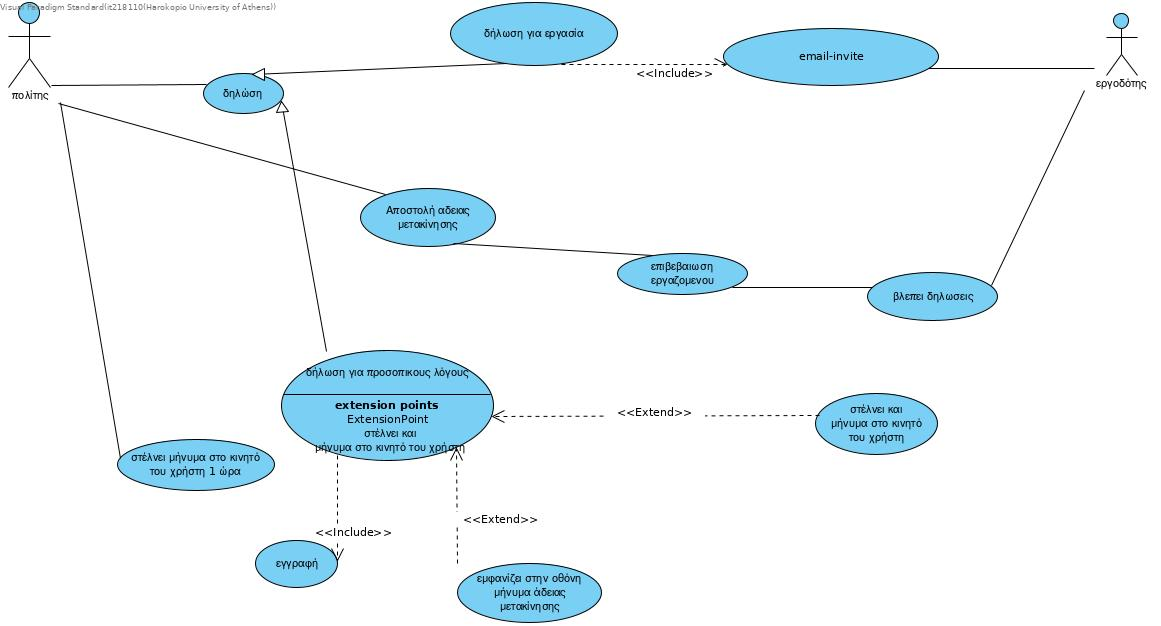 Visual Paradigm Standard(it218110(Harokopio University of Athens))
δήλωση για εργασία
email-invite
<<Include>>
πολίτης
εργοδότης
δηλώση
Αποστολή αδειας
μετακίνησης
επιβεβαιωση
εργαζομενου
βλεπει δηλωσεις
δήλωση για προσοπικους λόγους
extension points
ExtensionPoint
στέλνει και
μήνυμα στο κινητό του χρήστη
<<Extend>>
στέλνει και
μήνυμα στο κινητό
του χρήστη
στέλνει μήνυμα στο κινητό
του χρήστη 1 ώρα
<<Extend>>
<<Include>>
εγγραφή
εμφανίζει στην οθόνη
μήνυμα άδειας
μετακίνησης